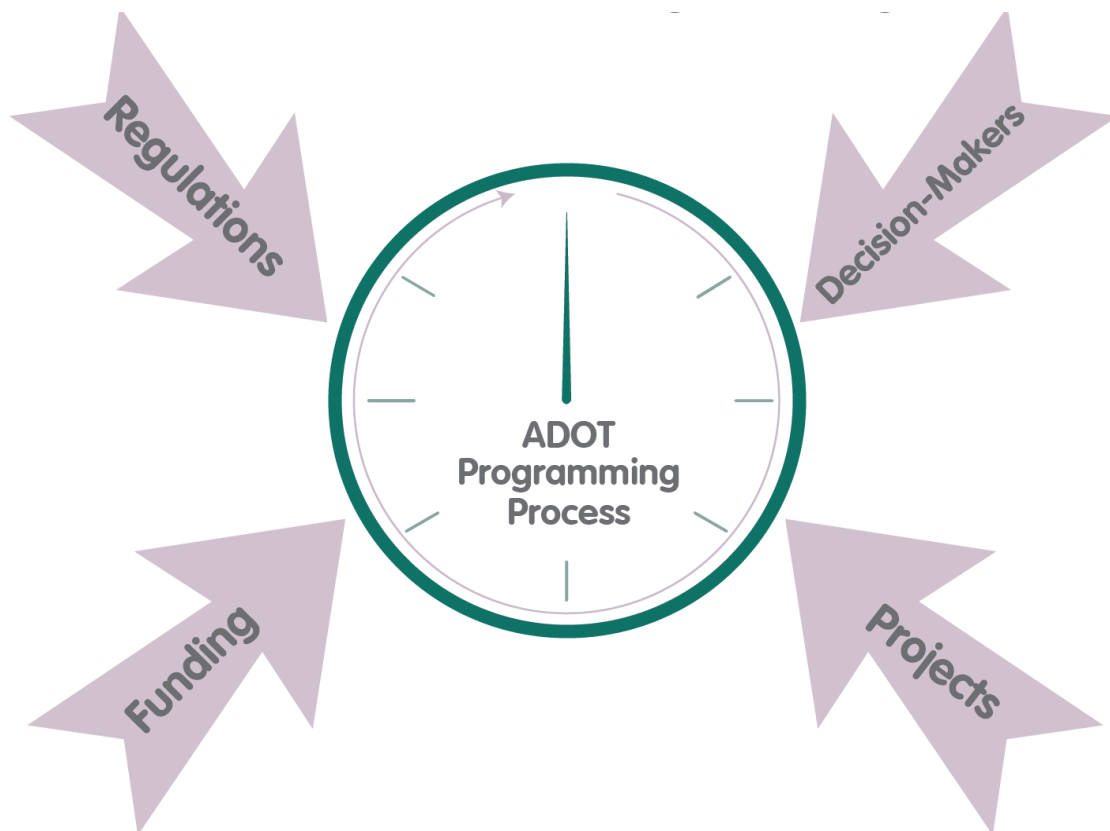 Regulations
Decision-Makers
ADOT
Programming
Process
Funding
Projects